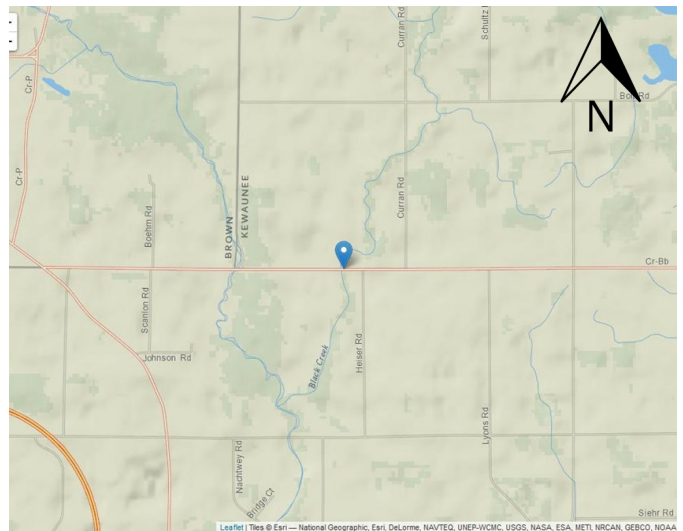 Curran Rd
Schultz
N
Cr-P
Cr-P
Boehm Rd
BROWN
KEWAUNEE
Curran Rd
Cr-Bb
Scanlon Rd
Johnson Rd
Black Creek
Heiser Rd
Lyons Rd
Nachtwey Rd
Bridge Ct
Siehr Rd
Leaflet | Tiles © Esri — National Geographic, Esri, DeLorme, NAVTEQ, UNEP-WCMC, USGS, NASA, ESA, METI, NRCAN, GEBCO, NOAA